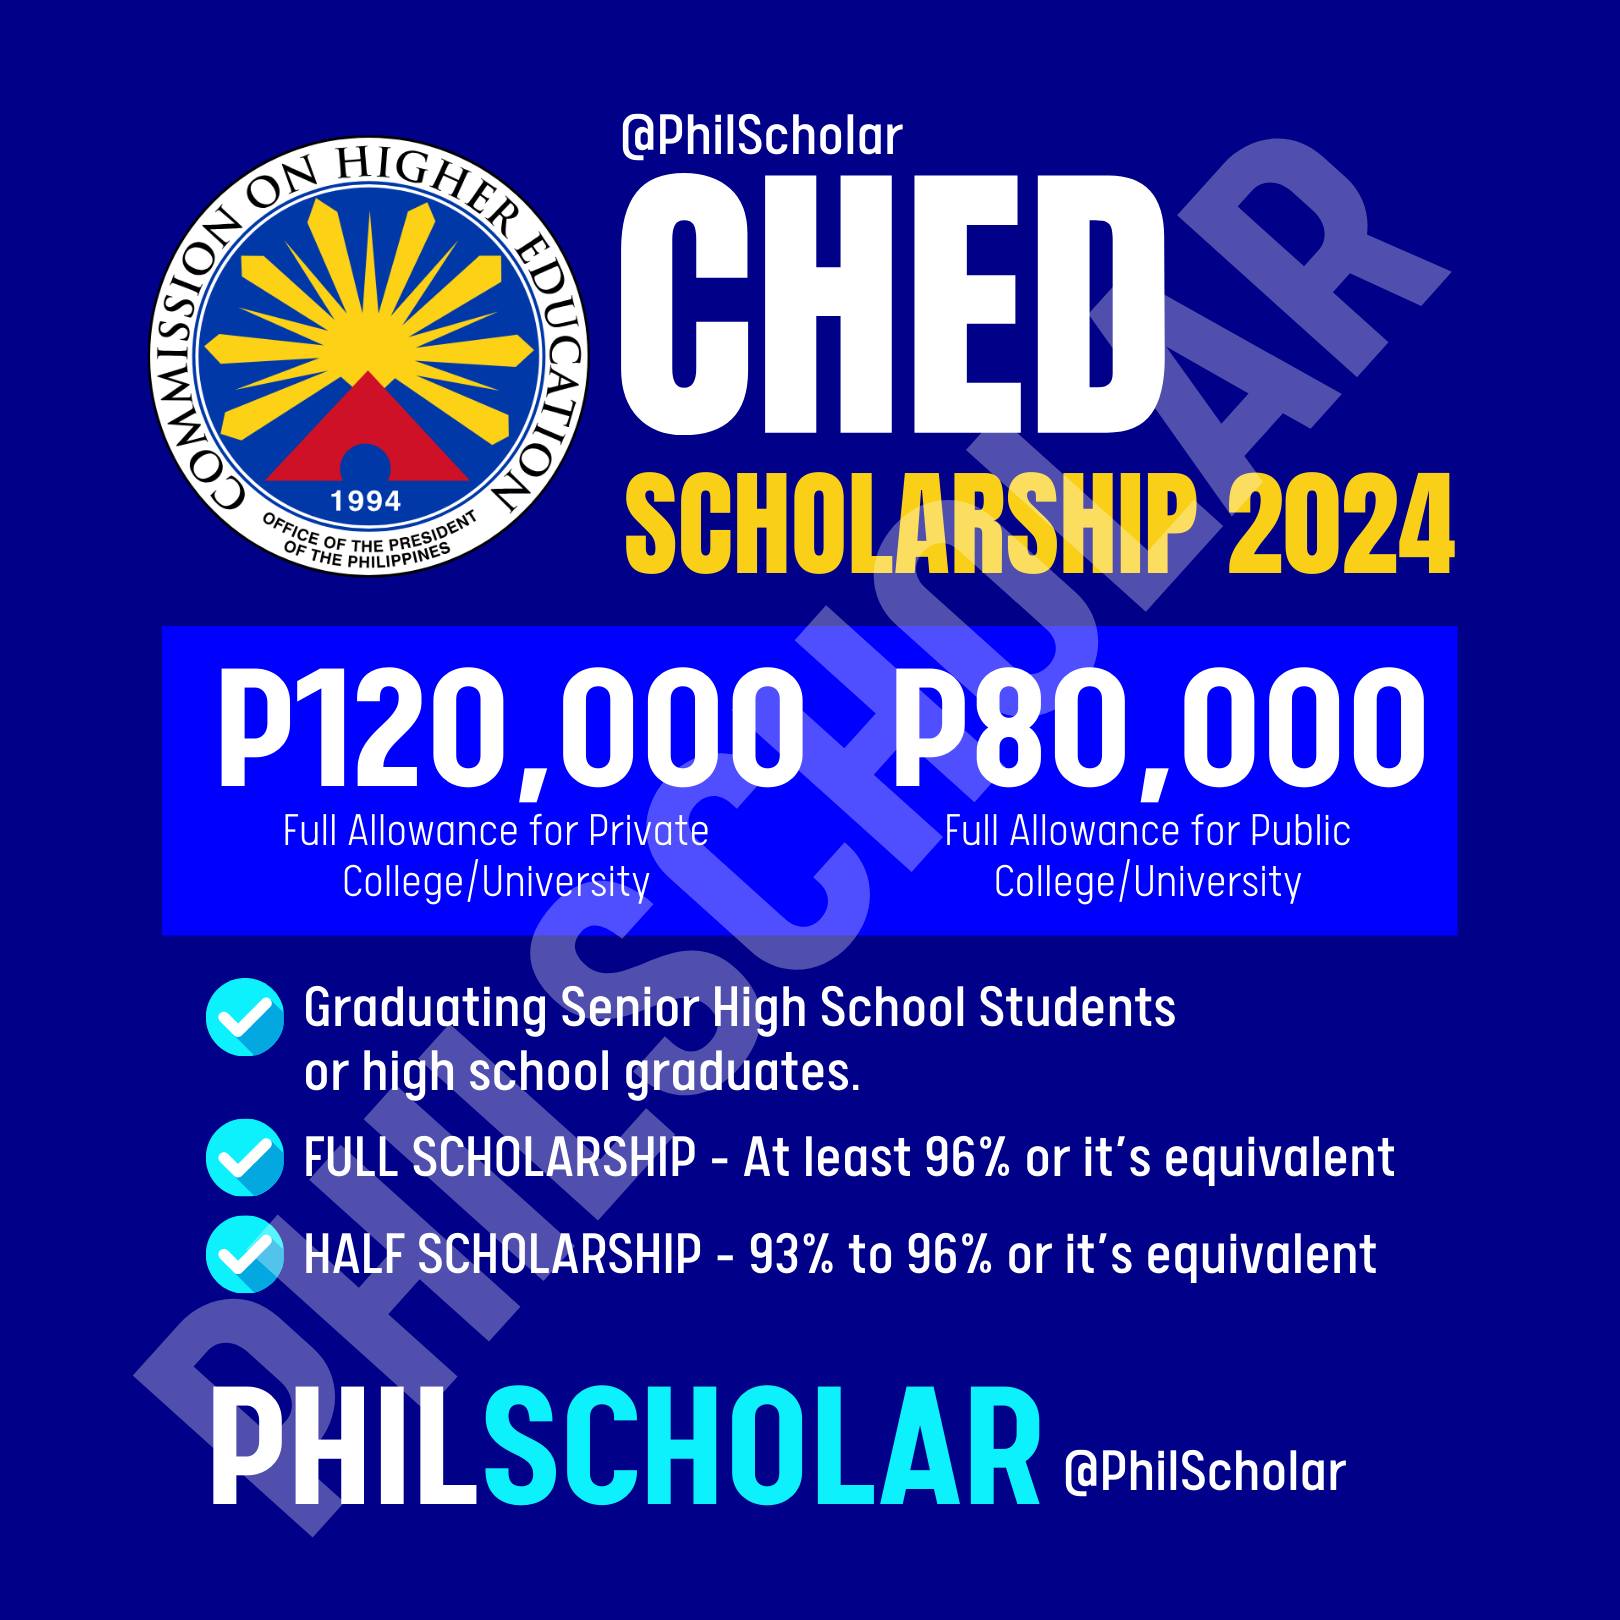 @PhilScholar
CHED
SCHOLARSHIP 2024
COMMISSION ON HIGHER EDUCATION
1994
OFFICE OF THE PRESIDENT
OF THE PHILIPPINES
P120,000
Full Allowance for Private
College/University
P80,000
Full Allowance for Public
College/University
Graduating Senior High School Students
or high school graduates.
FULL SCHOLARSHIP - At least 96% or it's equivalent
HALF SCHOLARSHIP - 93% to 96% or it's equivalent
PHILSCHOLAR @PhilScholar
PHILSCHOLAR